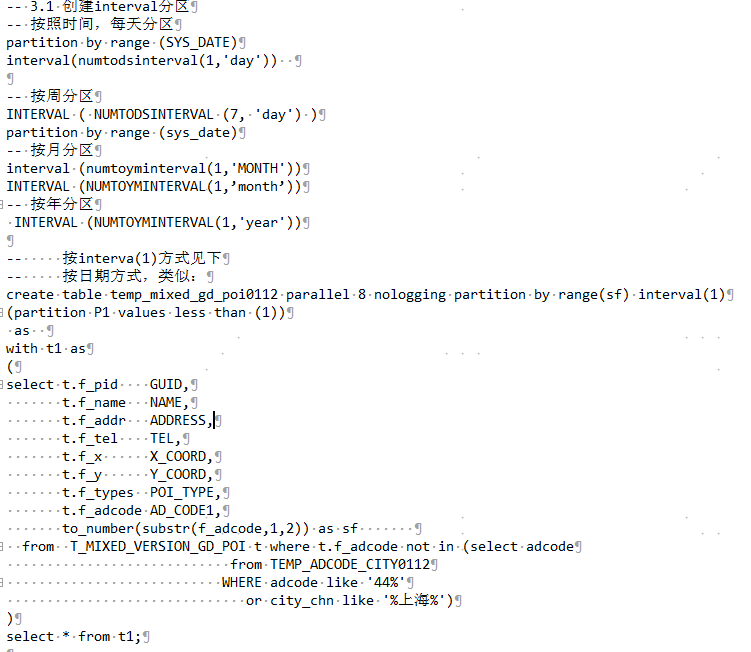 -- 3.1 创建interval分区
-- 按照时间，每天分区
partition by range (SYS_DATE)
interval(numtodsinterval(1,'day'))
-- 按周分区
INTERVAL ( NUMTODSINTERVAL (7, 'day') )
partition by range (sys_date)
-- 按月分区
interval (numtoyminterval(1,'MONTH'))
INTERVAL (NUMTOYMINTERVAL(1,’month’))
-- 按年分区
INTERVAL (NUMTOYMINTERVAL(1,'year'))
--     按interva(1)方式见下
--     按日期方式，类似：
create table temp_mixed_gd_poi0112 parallel 8 nologging partition by range(sf) interval(1)
(partition P1 values less than (1))
as
with t1 as
(
select t.f_pid    GUID,
       t.f_name   NAME,
       t.f_addr   ADDRESS,
       t.f_tel    TEL,
       t.f_x      X_COORD,
       t.f_y      Y_COORD,
       t.f_types  POI_TYPE,
       t.f_adcode AD_CODE1,
       to_number(substr(f_adcode,1,2)) as sf
  from  T_MIXED_VERSION_GD_POI t where t.f_adcode not in (select adcode
                            from TEMP_ADCODE_CITY0112
                           WHERE adcode like '44%'
                              or city_chn like '%上海%')
)
select * from t1;